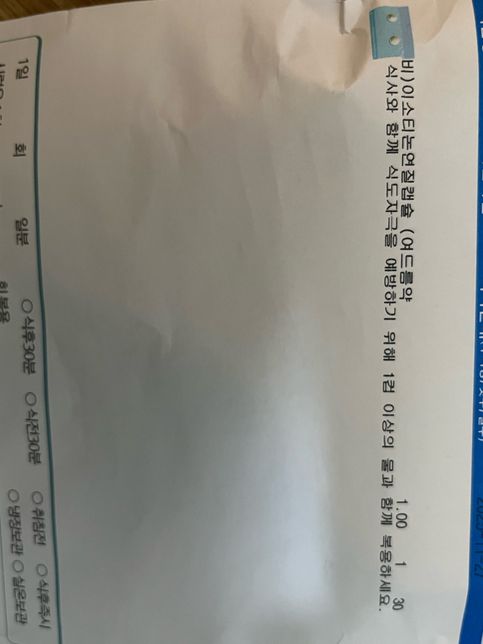 비)이소티논연질캡슐 (여드름약 1.00 1 30
식사와 함께 식도자극을 예방하기 위해 1컵 이상의 물과 함께 복용하세요.
1일 회 일분 ○ 식후30분 ○ 식전30분 ○ 취침전 ○ 식후즉시
○ 냉장보관 ○ 실온보관